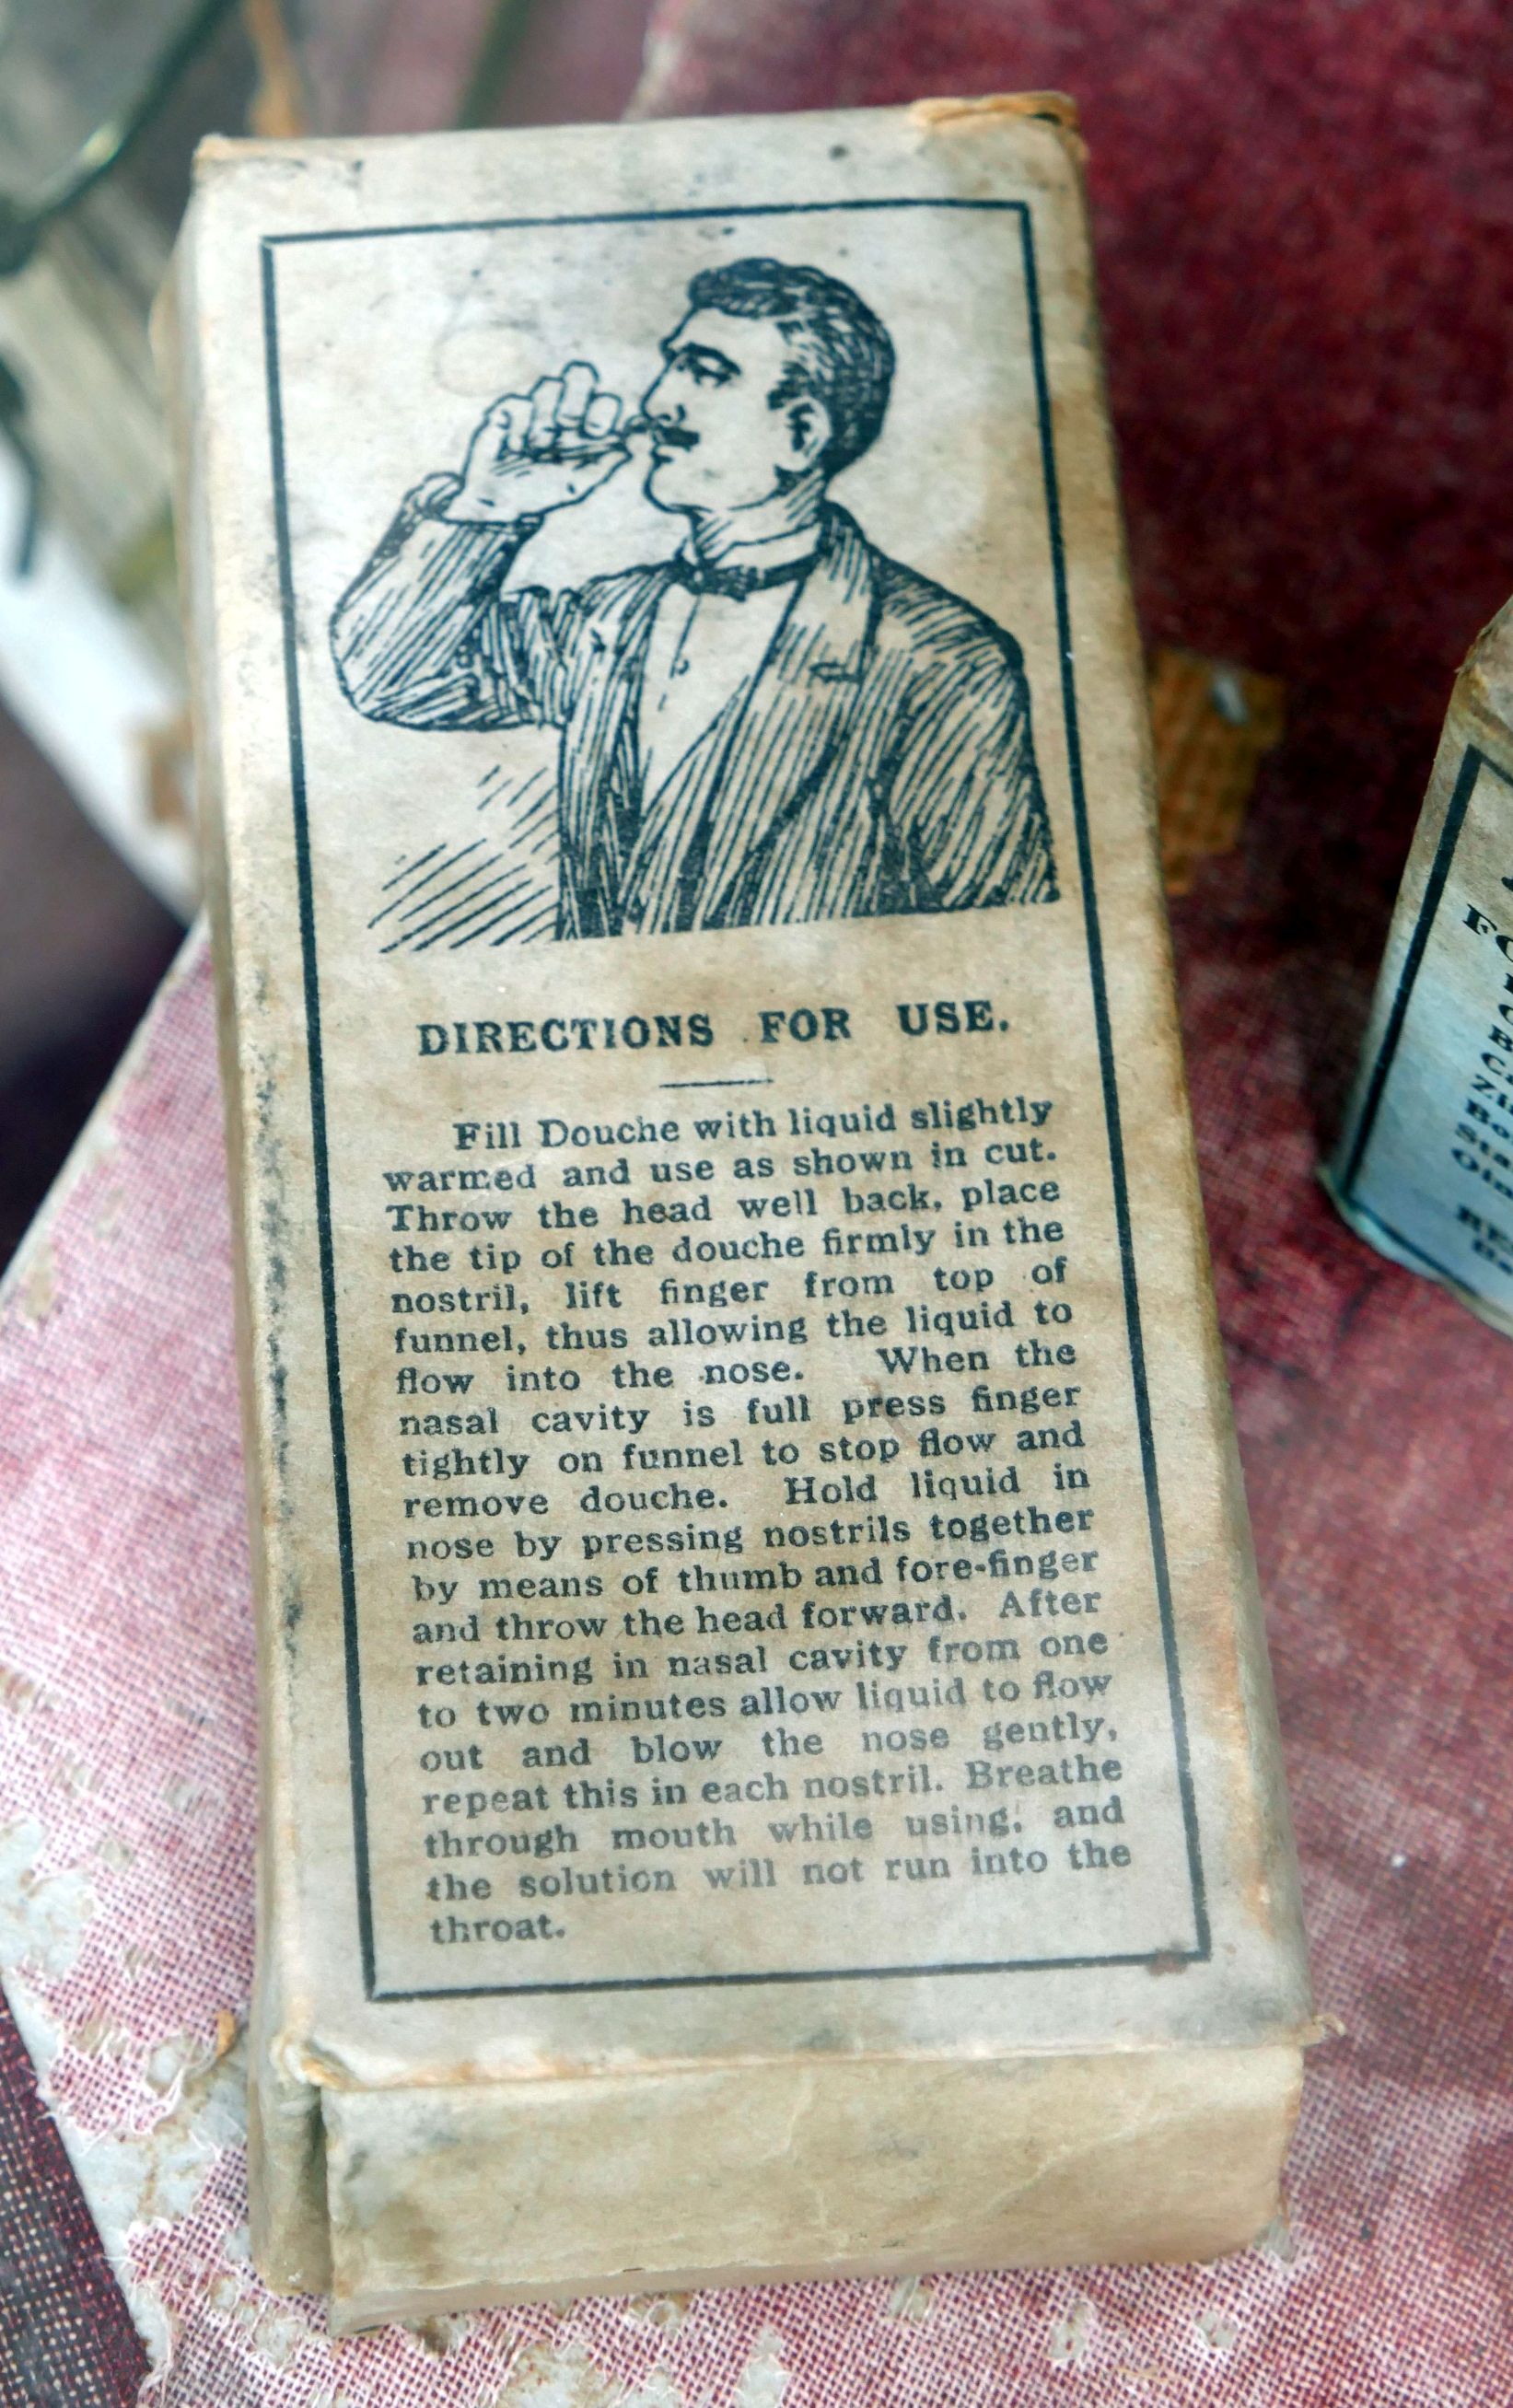 DIRECTIONS FOR USE.
Fill Douche with liquid slightly
warmed and use as shown in cut.
Throw the head well back, place
the tip of the douche firmly in the
nostril, lift finger from top of
funnel, thus allowing the liquid to
flow into the nose. When the
nasal cavity is full press finger
tightly on funnel to stop flow and
remove douche. Hold liquid in
nose by pressing nostrils together
by means of thumb and fore-finger
and throw the head forward. After
retaining in nasal cavity from one
to two minutes allow liquid to flow
out and blow the nose gently,
repeat this in each nostril. Breathe
through mouth while using, and
the solution will not run into the
throat.